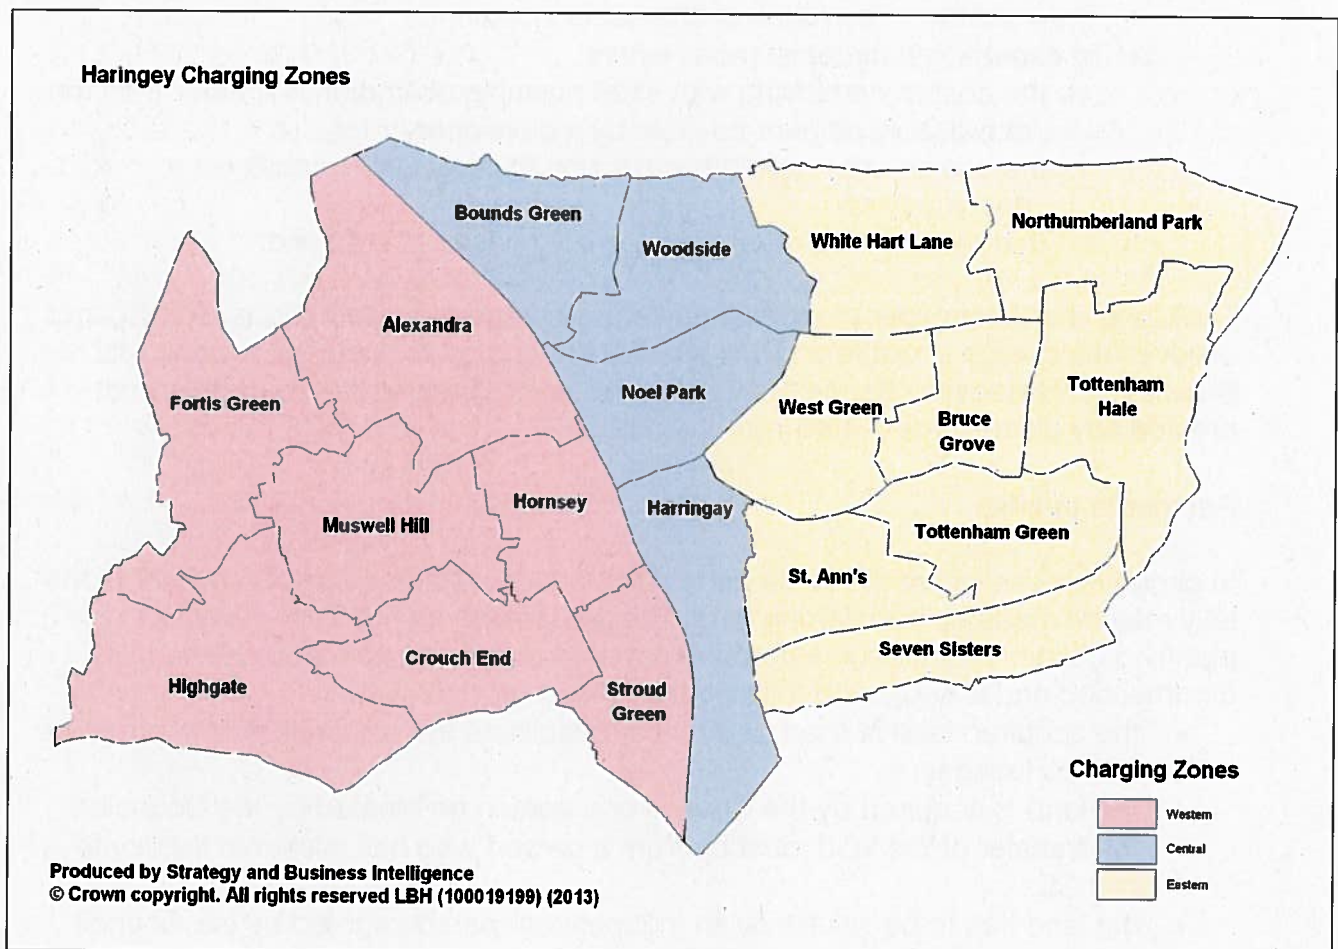 Haringey Charging Zones
Bounds Green
Woodside
White Hart Lane
Northumberland Park
Alexandra
Fortis Green
Noel Park
West Green
Bruce
Grove
Tottenham
Hale
Hornsey
Harringay
Muswell Hill
Tottenham Green
St. Ann's
Seven Sisters
Crouch End
Highgate
Stroud
Green
Charging Zones
Western
Central
Eastern
Produced by Strategy and Business Intelligence
© Crown copyright. All rights reserved LBH (100019199) (2013)